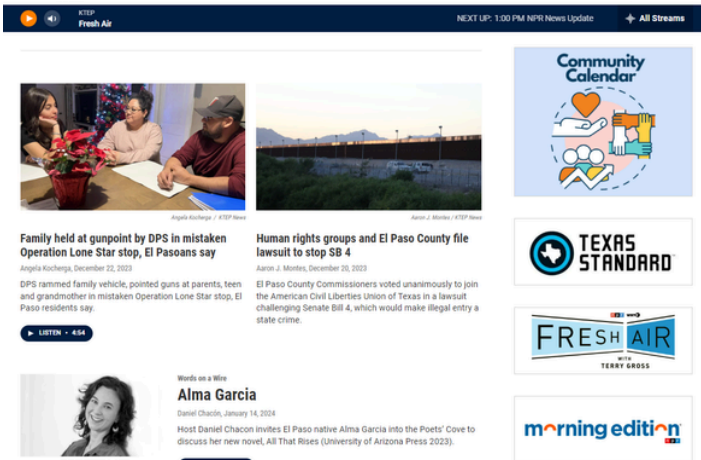 KTEP
Fresh Air
NEXT UP: 1:00 PM NPR News Update
All Streams
Angela Kocherga / KTEP News
Family held at gunpoint by DPS in mistaken
Operation Lone Star stop, El Pasoans say
Angela Kocherga, December 22, 2023
DPS rammed family vehicle, pointed guns at parents, teen
and grandmother in mistaken Operation Lone Star stop, El
Paso residents say.
LISTEN • 4:54
Aaron J. Montes / KTEP News
Human rights groups and El Paso County file
lawsuit to stop SB 4
Aaron J. Montes, December 20, 2023
El Paso County Commissioners voted unanimously to join
the American Civil Liberties Union of Texas in a lawsuit
challenging Senate Bill 4, which would make illegal entry a
state crime.
Words on a Wire
Alma Garcia
Daniel Chacón, January 14, 2024
Host Daniel Chacon invites El Paso native Alma Garcia into the Poets' Cove to
discuss her new novel, All That Rises (University of Arizona Press 2023).
Community
Calendar
TEXAS
STANDARD
npr
FRESH AIR
WITH
TERRY GROSS
morning edition
npr